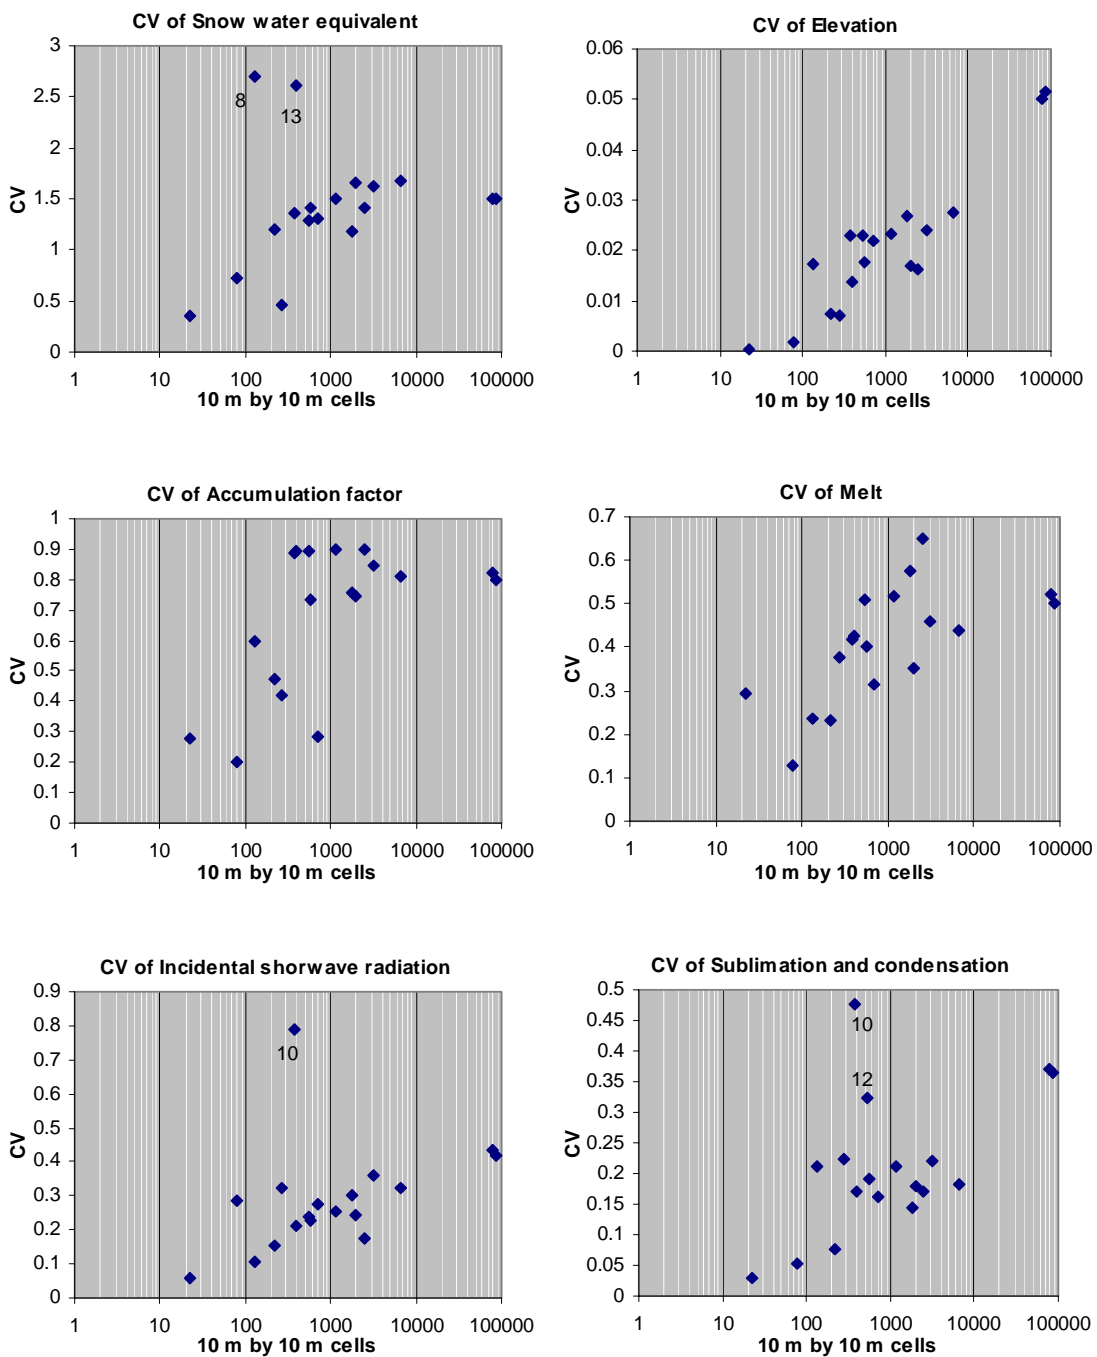 CV of Snow water equivalent
3
2.5
2
1.5
1
0.5
0
CV
8
13
1 10 100 1000 10000 100000
10 m by 10 m cells
CV of Elevation
0.06
0.05
0.04
0.03
0.02
0.01
0
CV
1 10 100 1000 10000 100000
10 m by 10 m cells
CV of Accumulation factor
1
0.9
0.8
0.7
0.6
0.5
0.4
0.3
0.2
0.1
0
CV
1 10 100 1000 10000 100000
10 m by 10 m cells
CV of Melt
0.7
0.6
0.5
0.4
0.3
0.2
0.1
0
CV
1 10 100 1000 10000 100000
10 m by 10 m cells
CV of Incidental shorwave radiation
0.9
0.8
0.7
0.6
0.5
0.4
0.3
0.2
0.1
0
CV
10
1 10 100 1000 10000 100000
10 m by 10 m cells
CV of Sublimation and condensation
0.5
0.45
0.4
0.35
0.3
0.25
0.2
0.15
0.1
0.05
0
CV
10
12
1 10 100 1000 10000 100000
10 m by 10 m cells